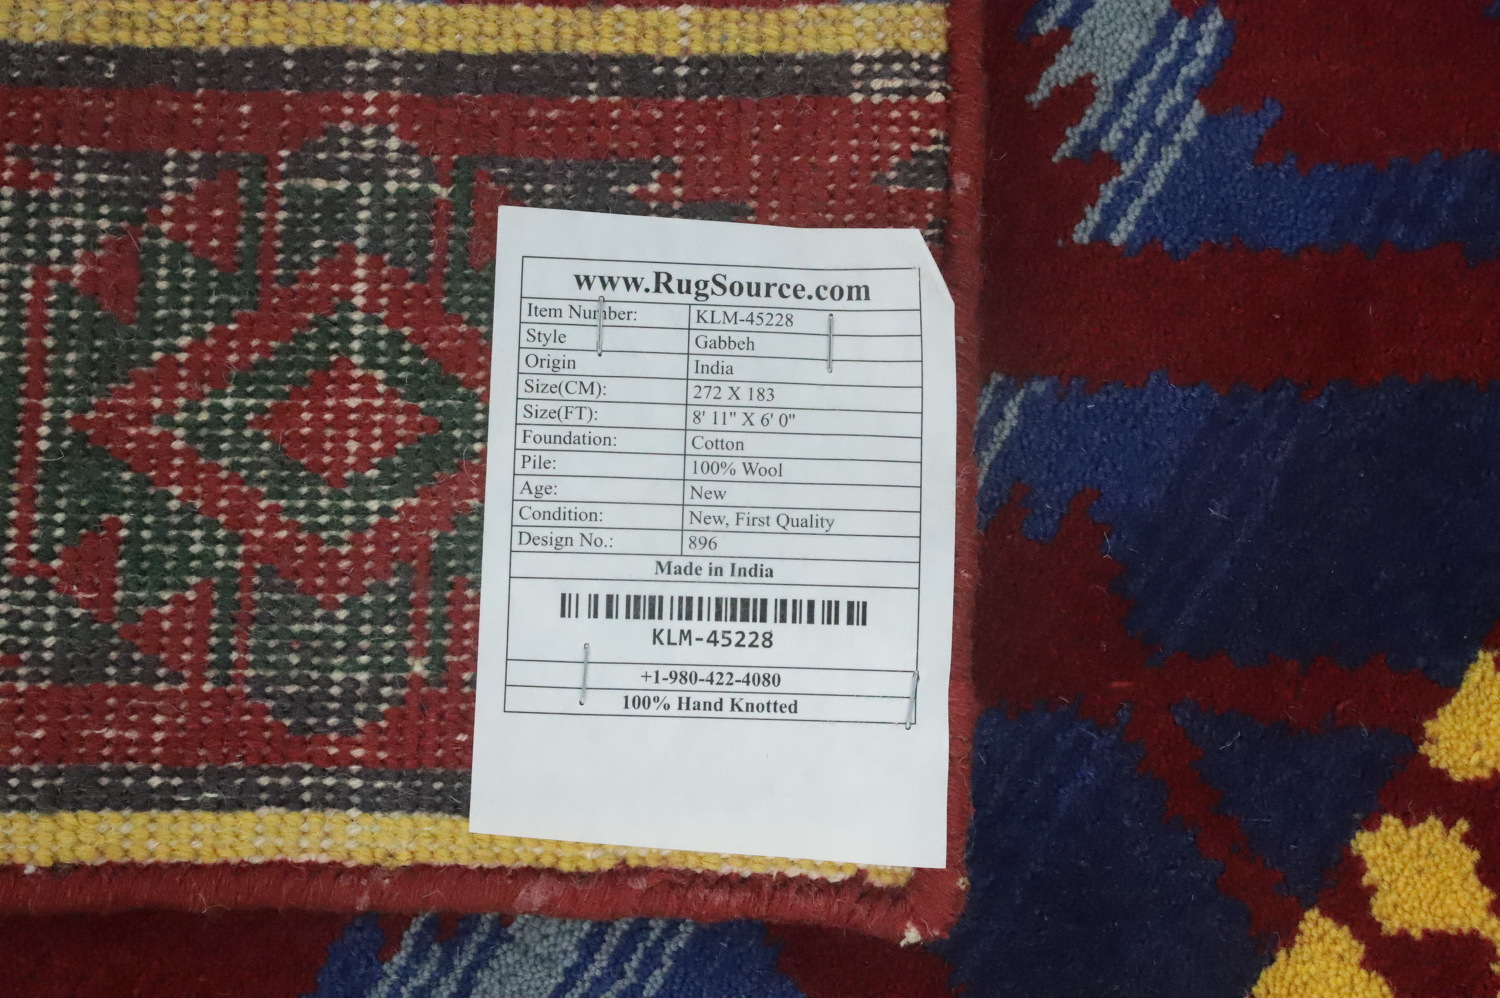 www.RugSource.com
Item Number: KLM-45228
Style Gabbeh
Origin India
Size(CM): 272 X 183
Size(FT): 8' 11" X 6' 0"
Foundation: Cotton
Pile: 100% Wool
Age: New
Condition: New, First Quality
Design No.: 896
Made in India
KLM-45228
+1-980-422-4080
100% Hand Knotted